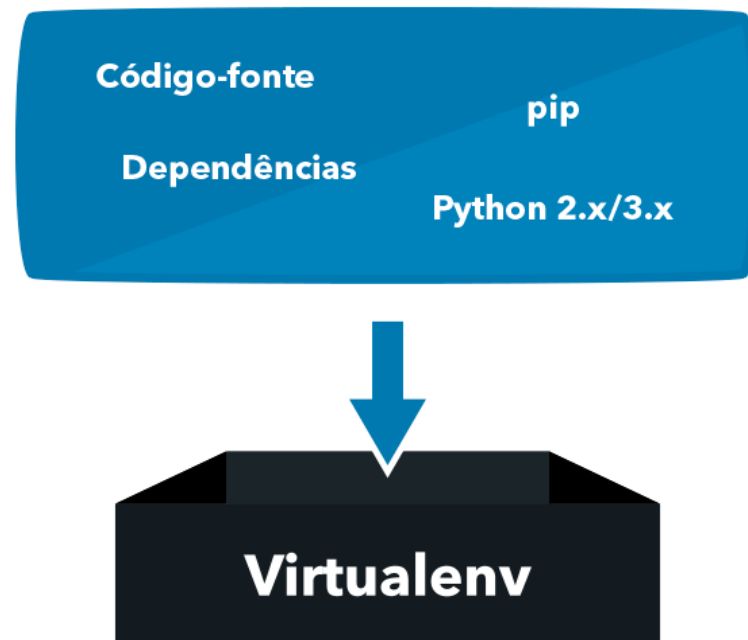 Código-fonte
pip
Dependências
Python 2.x/3.x
Virtualenv